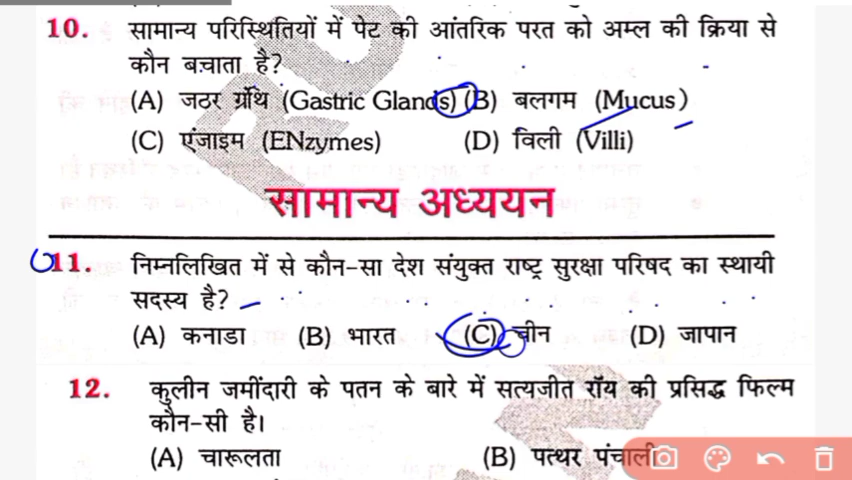 10. सामान्य परिस्थितियों में पेट की आंतरिक परत को अम्ल की क्रिया से
कौन बचाता है?
(A) जठर ग्रंथि (Gastric Glands) (B) बलगम (Mucus)
(C) एंजाइम (ENzymes) (D) विली (Villi)
सामान्य अध्ययन
11. निम्नलिखित में से कौन-सा देश संयुक्त राष्ट्र सुरक्षा परिषद का स्थायी
सदस्य है?
(A) कनाडा (B) भारत (C) चीन (D) जापान
12. कुलीन जमींदारी के पतन के बारे में सत्यजीत रॉय की प्रसिद्ध फिल्म
कौन-सी है।
(A) चारूलता (B) पत्थर पंचाली